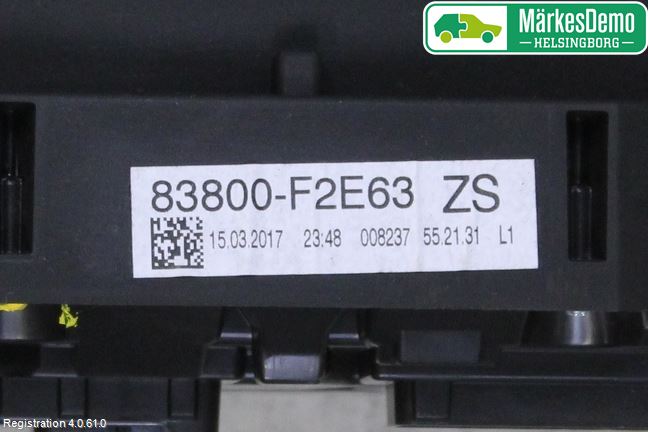 MärkesDemo
HELSINGBORG
83800-F2E63 ZS
15.03.2017 23:48 008237 55.21.31 L1
Registration 4.0.61.0